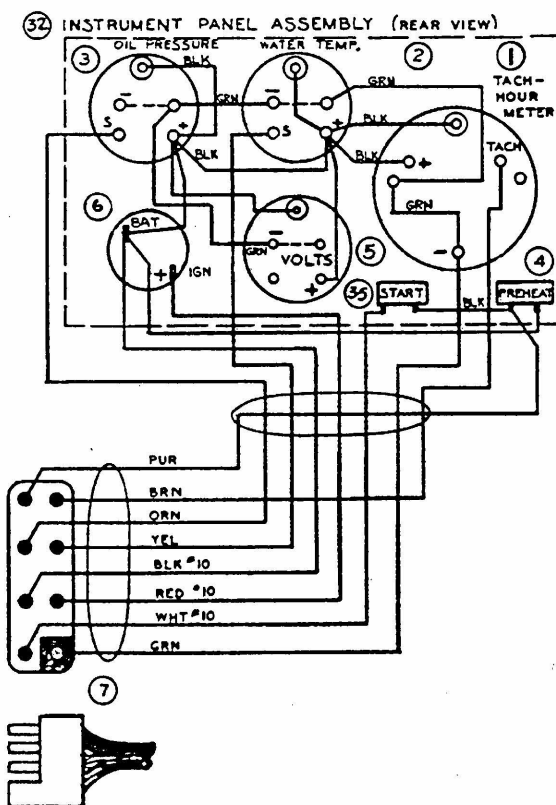 32 INSTRUMENT PANEL ASSEMBLY (REAR VIEW)
3 OIL PRESSURE WATER TEMP. 2 1
TACH-
HOUR
METER
BLK
GRN
GRN
BLK
BLK
BLK
TACH
S
S
-
-
+
+
+
6
BAT
+
IGN
GRN
-
GRN
VOLTS
+
5
-
4
35
START
BLK
PREHEAT
PUR
BRN
ORN
YEL
BLK #10
RED #10
WHT #10
GRN
7